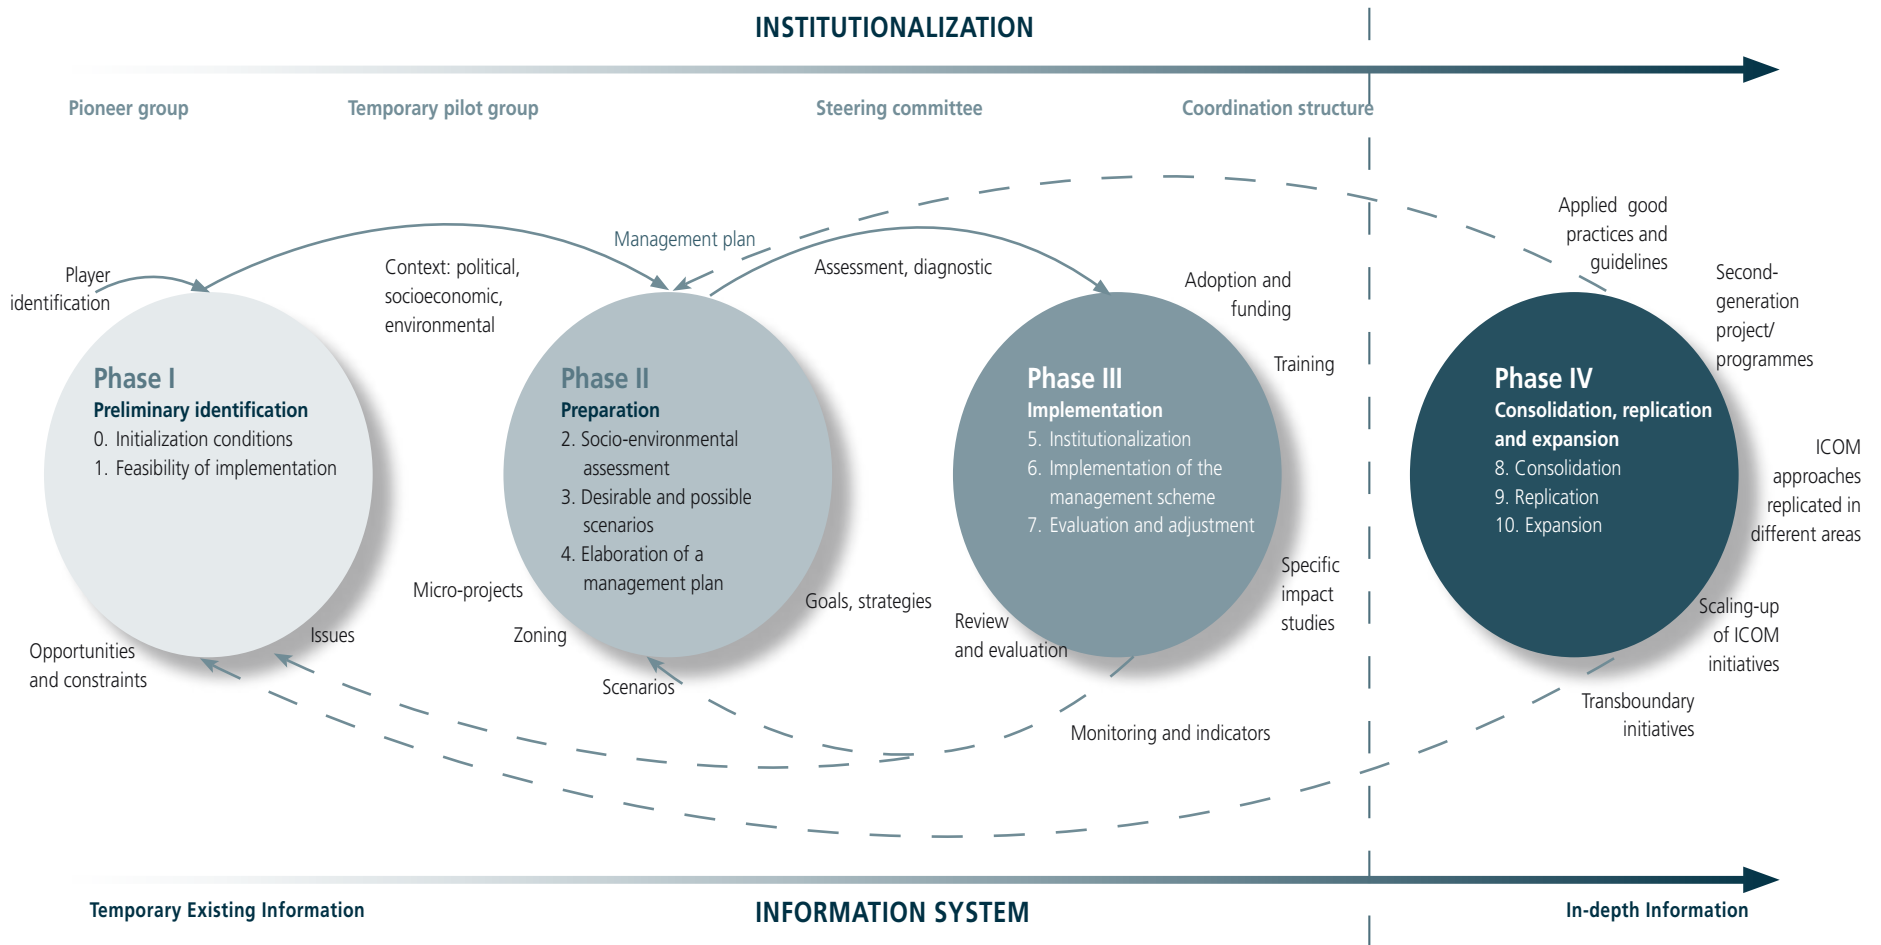 INSTITUTIONALIZATION
Pioneer group
Temporary pilot group
Steering committee
Coordination structure
Player
identification
Context: political,
socioeconomic,
environmental
Management plan
Assessment, diagnostic
Adoption and
funding
Training
Applied good
practices and
guidelines
Second-
generation
project/
programmes
Phase I
Preliminary identification
0. Initialization conditions
1. Feasibility of implementation
Phase II
Preparation
2. Socio-environmental
assessment
3. Desirable and possible
scenarios
4. Elaboration of a
management plan
Phase III
Implementation
5. Institutionalization
6. Implementation of the
management scheme
7. Evaluation and adjustment
Phase IV
Consolidation, replication
and expansion
8. Consolidation
9. Replication
10. Expansion
ICOM
approaches
replicated in
different areas
Opportunities
and constraints
Issues
Micro-projects
Zoning
Scenarios
Goals, strategies
Review
and evaluation
Monitoring and indicators
Specific
impact
studies
Scaling-up
of ICOM
initiatives
Transboundary
initiatives
Temporary Existing Information
INFORMATION SYSTEM
In-depth Information